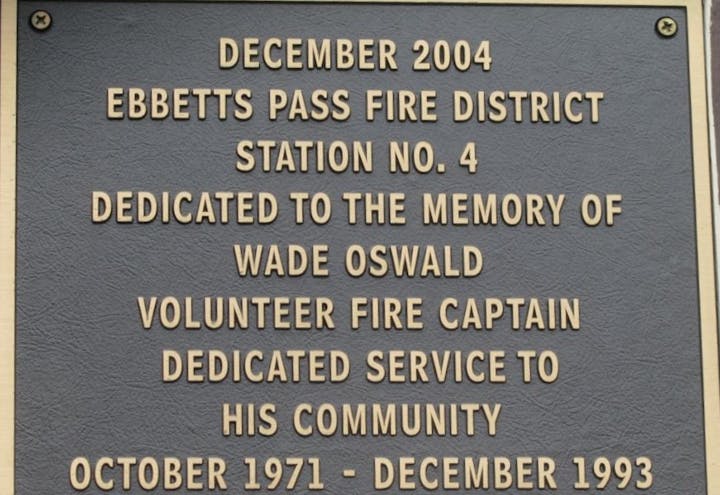 DECEMBER 2004
EBBETTS PASS FIRE DISTRICT
STATION NO. 4
DEDICATED TO THE MEMORY OF
WADE OSWALD
VOLUNTEER FIRE CAPTAIN
DEDICATED SERVICE TO
HIS COMMUNITY
OCTOBER 1971 - DECEMBER 1993